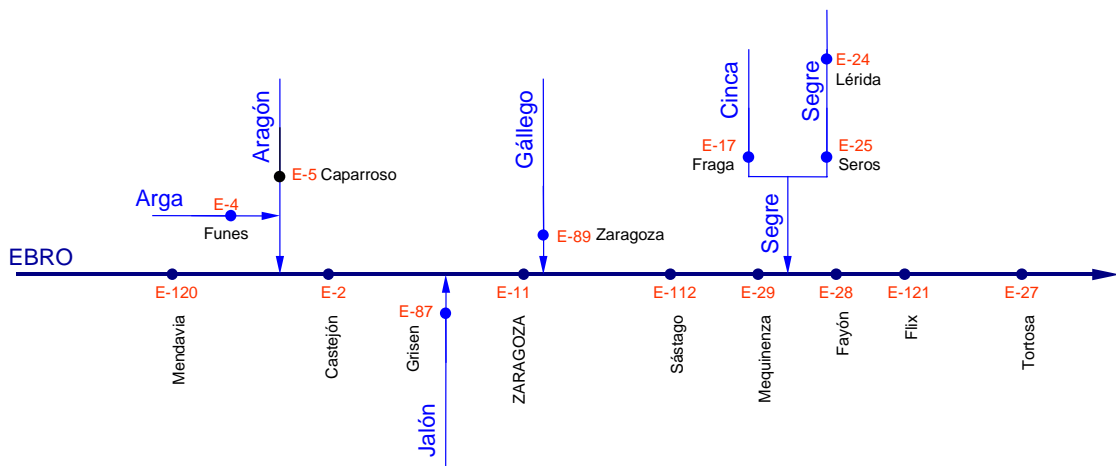 E-24
Lérida
Cinca
Segre
Aragón
Gállego
E-17
Fraga
E-25
Seros
E-5 Caparroso
Arga
E-4
Funes
Segre
E-89 Zaragoza
EBRO
E-120
E-2
E-87
E-11
E-112
E-29
E-28
E-121
E-27
Mendavia
Castejón
Grisen
ZARAGOZA
Sástago
Mequinenza
Fayón
Flix
Tortosa
Jalón